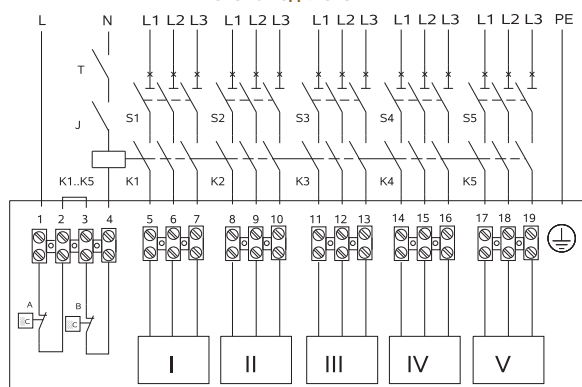 L N L1 L2 L3 L1 L2 L3 L1 L2 L3 L1 L2 L3 L1 L2 L3 PE
T
S1 S2 S3 S4 S5
J
K1..K5 K1 K2 K3 K4 K5
1 2 3 4 5 6 7 8 9 10 11 12 13 14 15 16 17 18 19
A
B
C C
I II III IV V